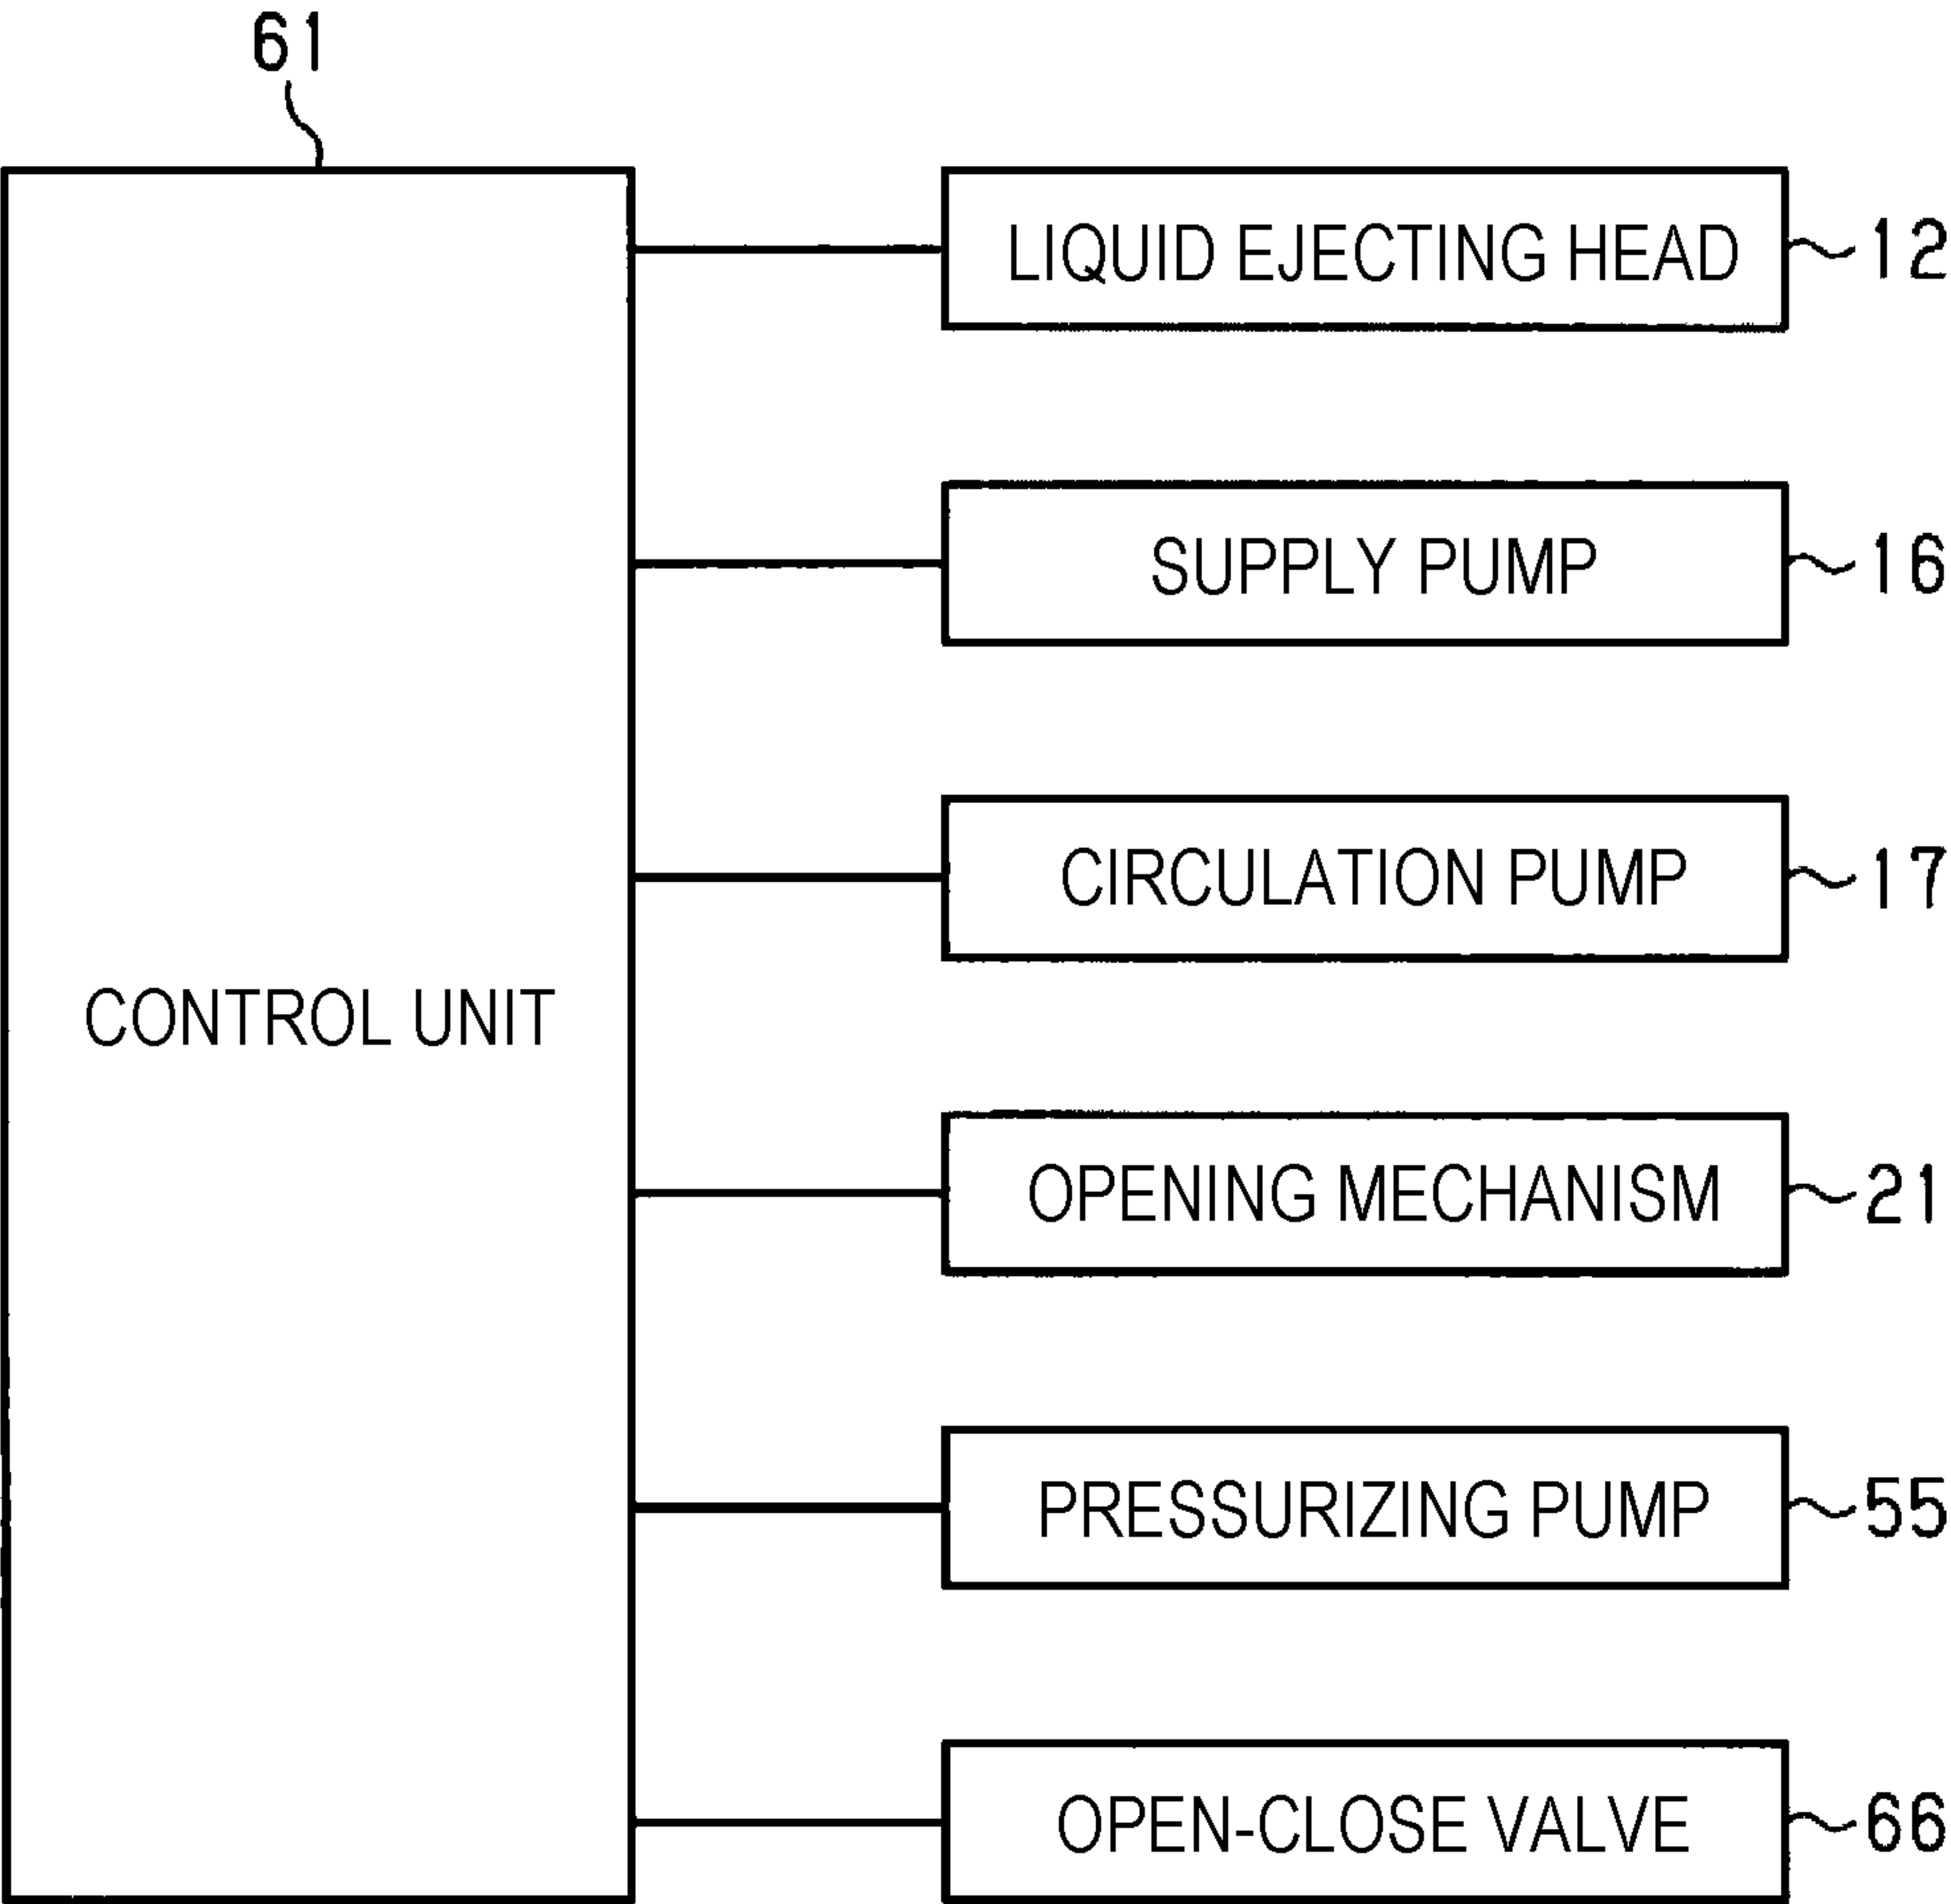 61
LIQUID EJECTING HEAD 12
SUPPLY PUMP 16
CIRCULATION PUMP 17
CONTROL UNIT
OPENING MECHANISM 21
PRESSURIZING PUMP 55
OPEN-CLOSE VALVE 66